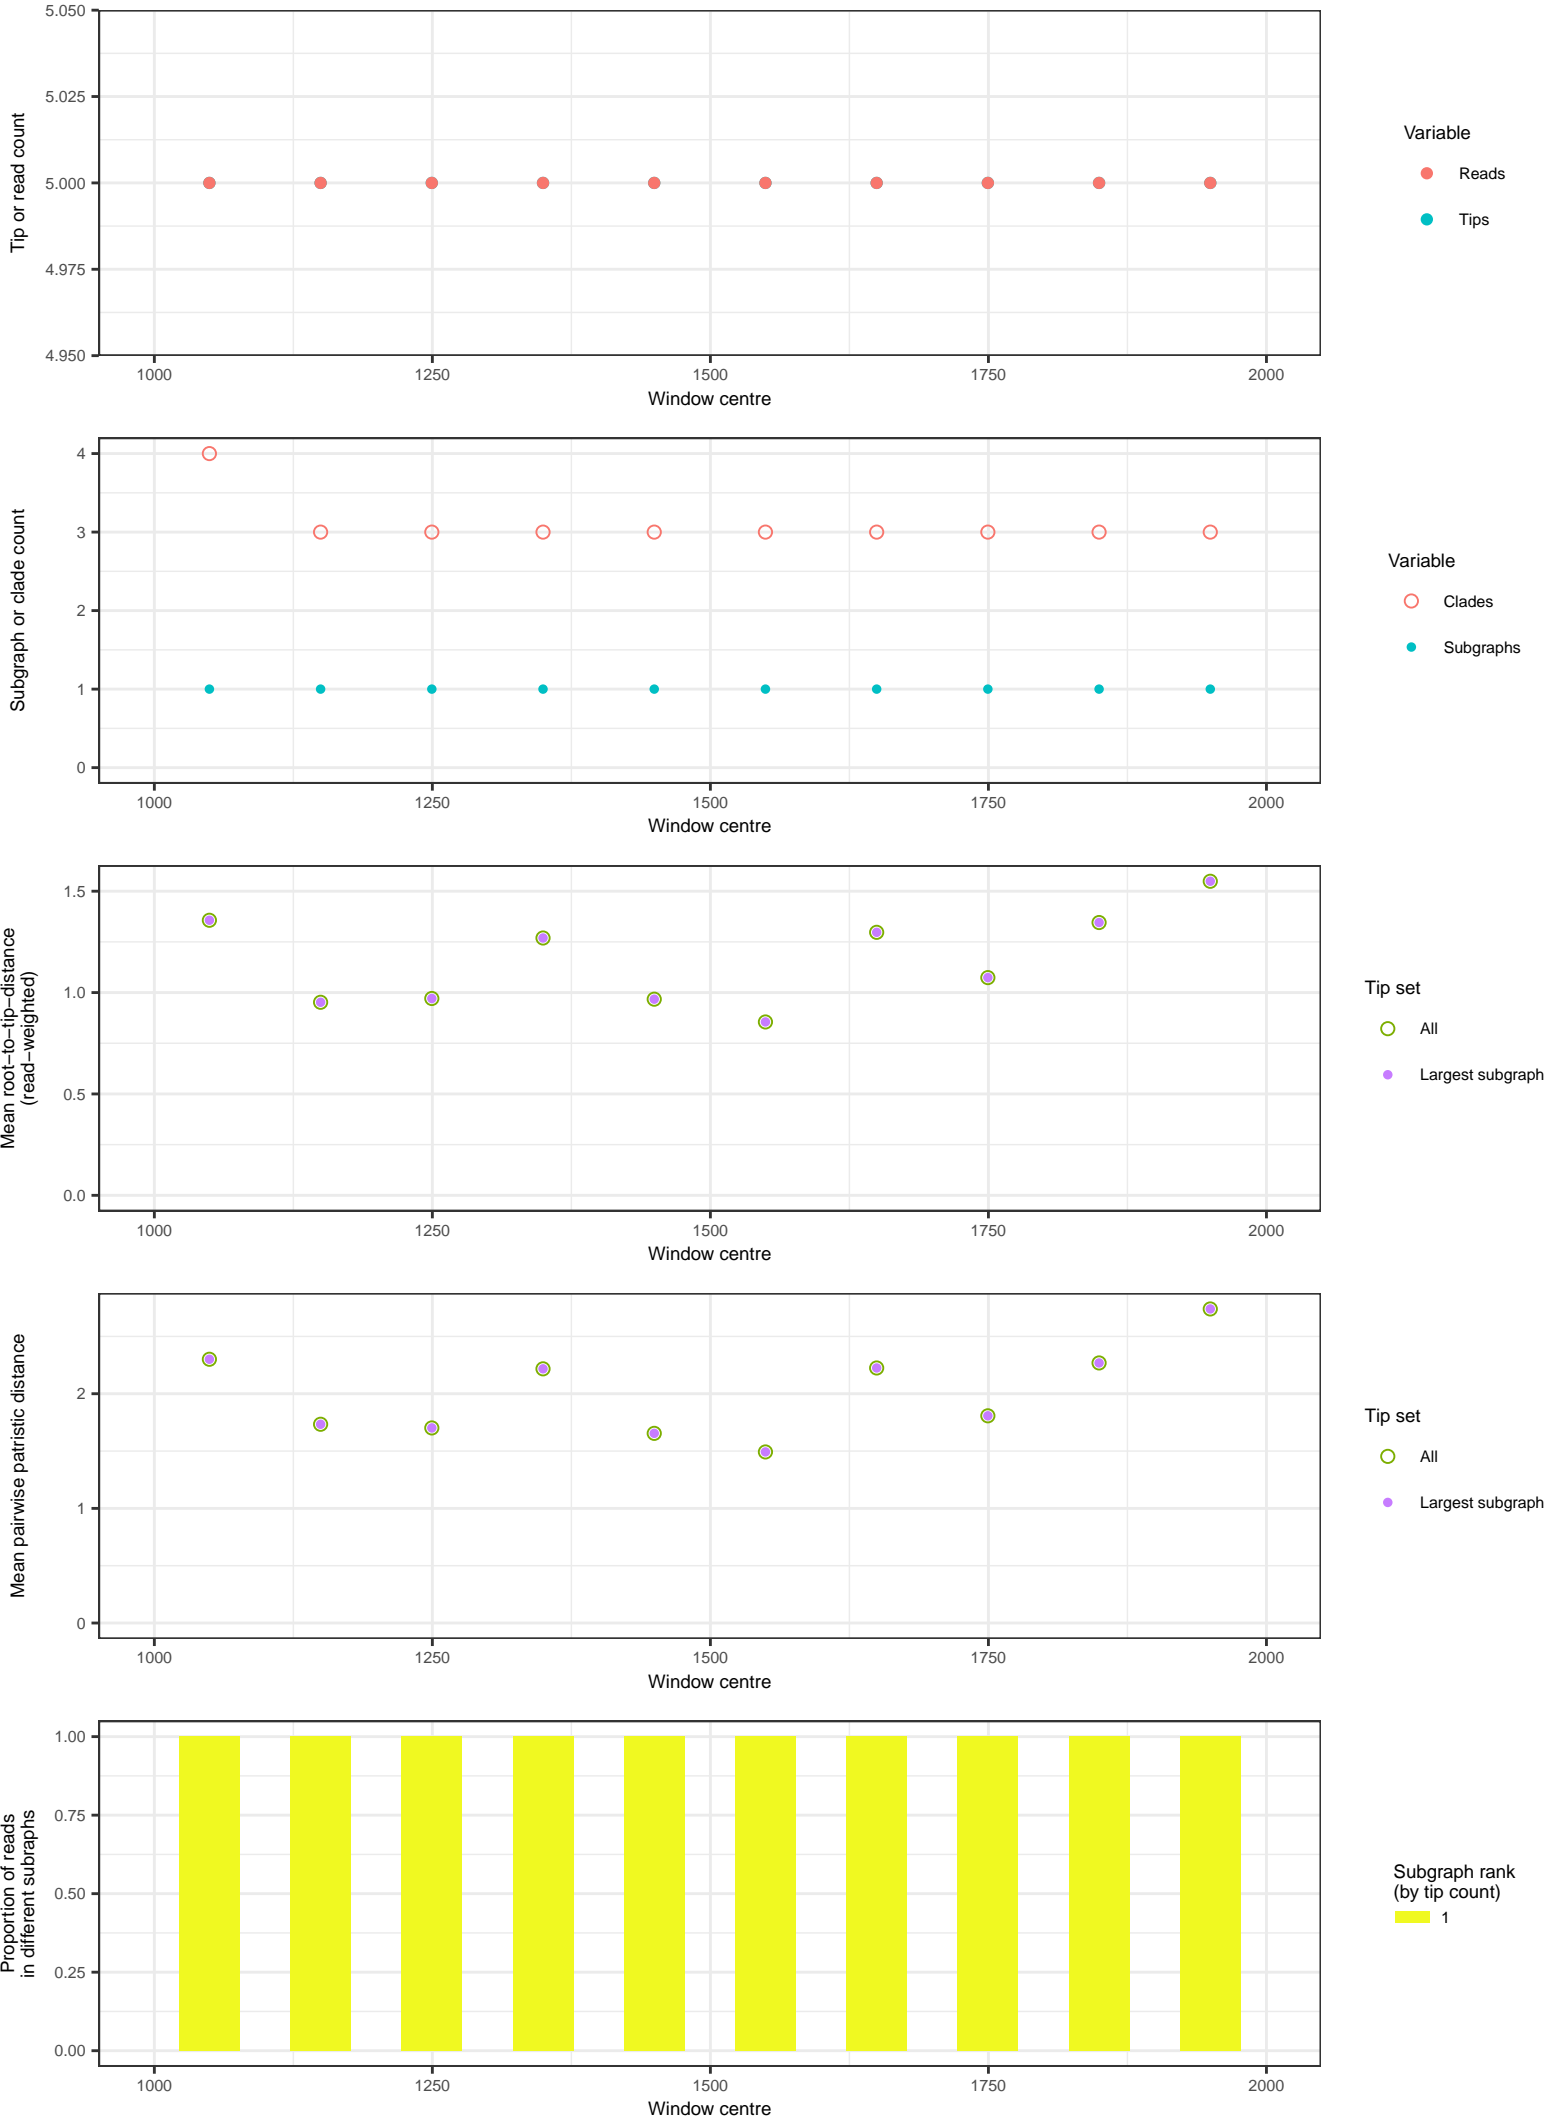 5.050
5.025
5.000
4.975
4.950
Tip or read count
1000 1250 1500 1750 2000
Window centre
Variable
Reads
Tips
4
3
2
1
0
Subgraph or clade count
1000 1250 1500 1750 2000
Window centre
Variable
Clades
Subgraphs
1.5
1.0
0.5
0.0
Mean root−to−tip−distance
(read−weighted)
1000 1250 1500 1750 2000
Window centre
Tip set
All
Largest subgraph
2
1
0
Mean pairwise patristic distance
1000 1250 1500 1750 2000
Window centre
Tip set
All
Largest subgraph
1.00
0.75
0.50
0.25
0.00
Proportion of reads
in different subraphs
1000 1250 1500 1750 2000
Window centre
Subgraph rank
(by tip count)
1